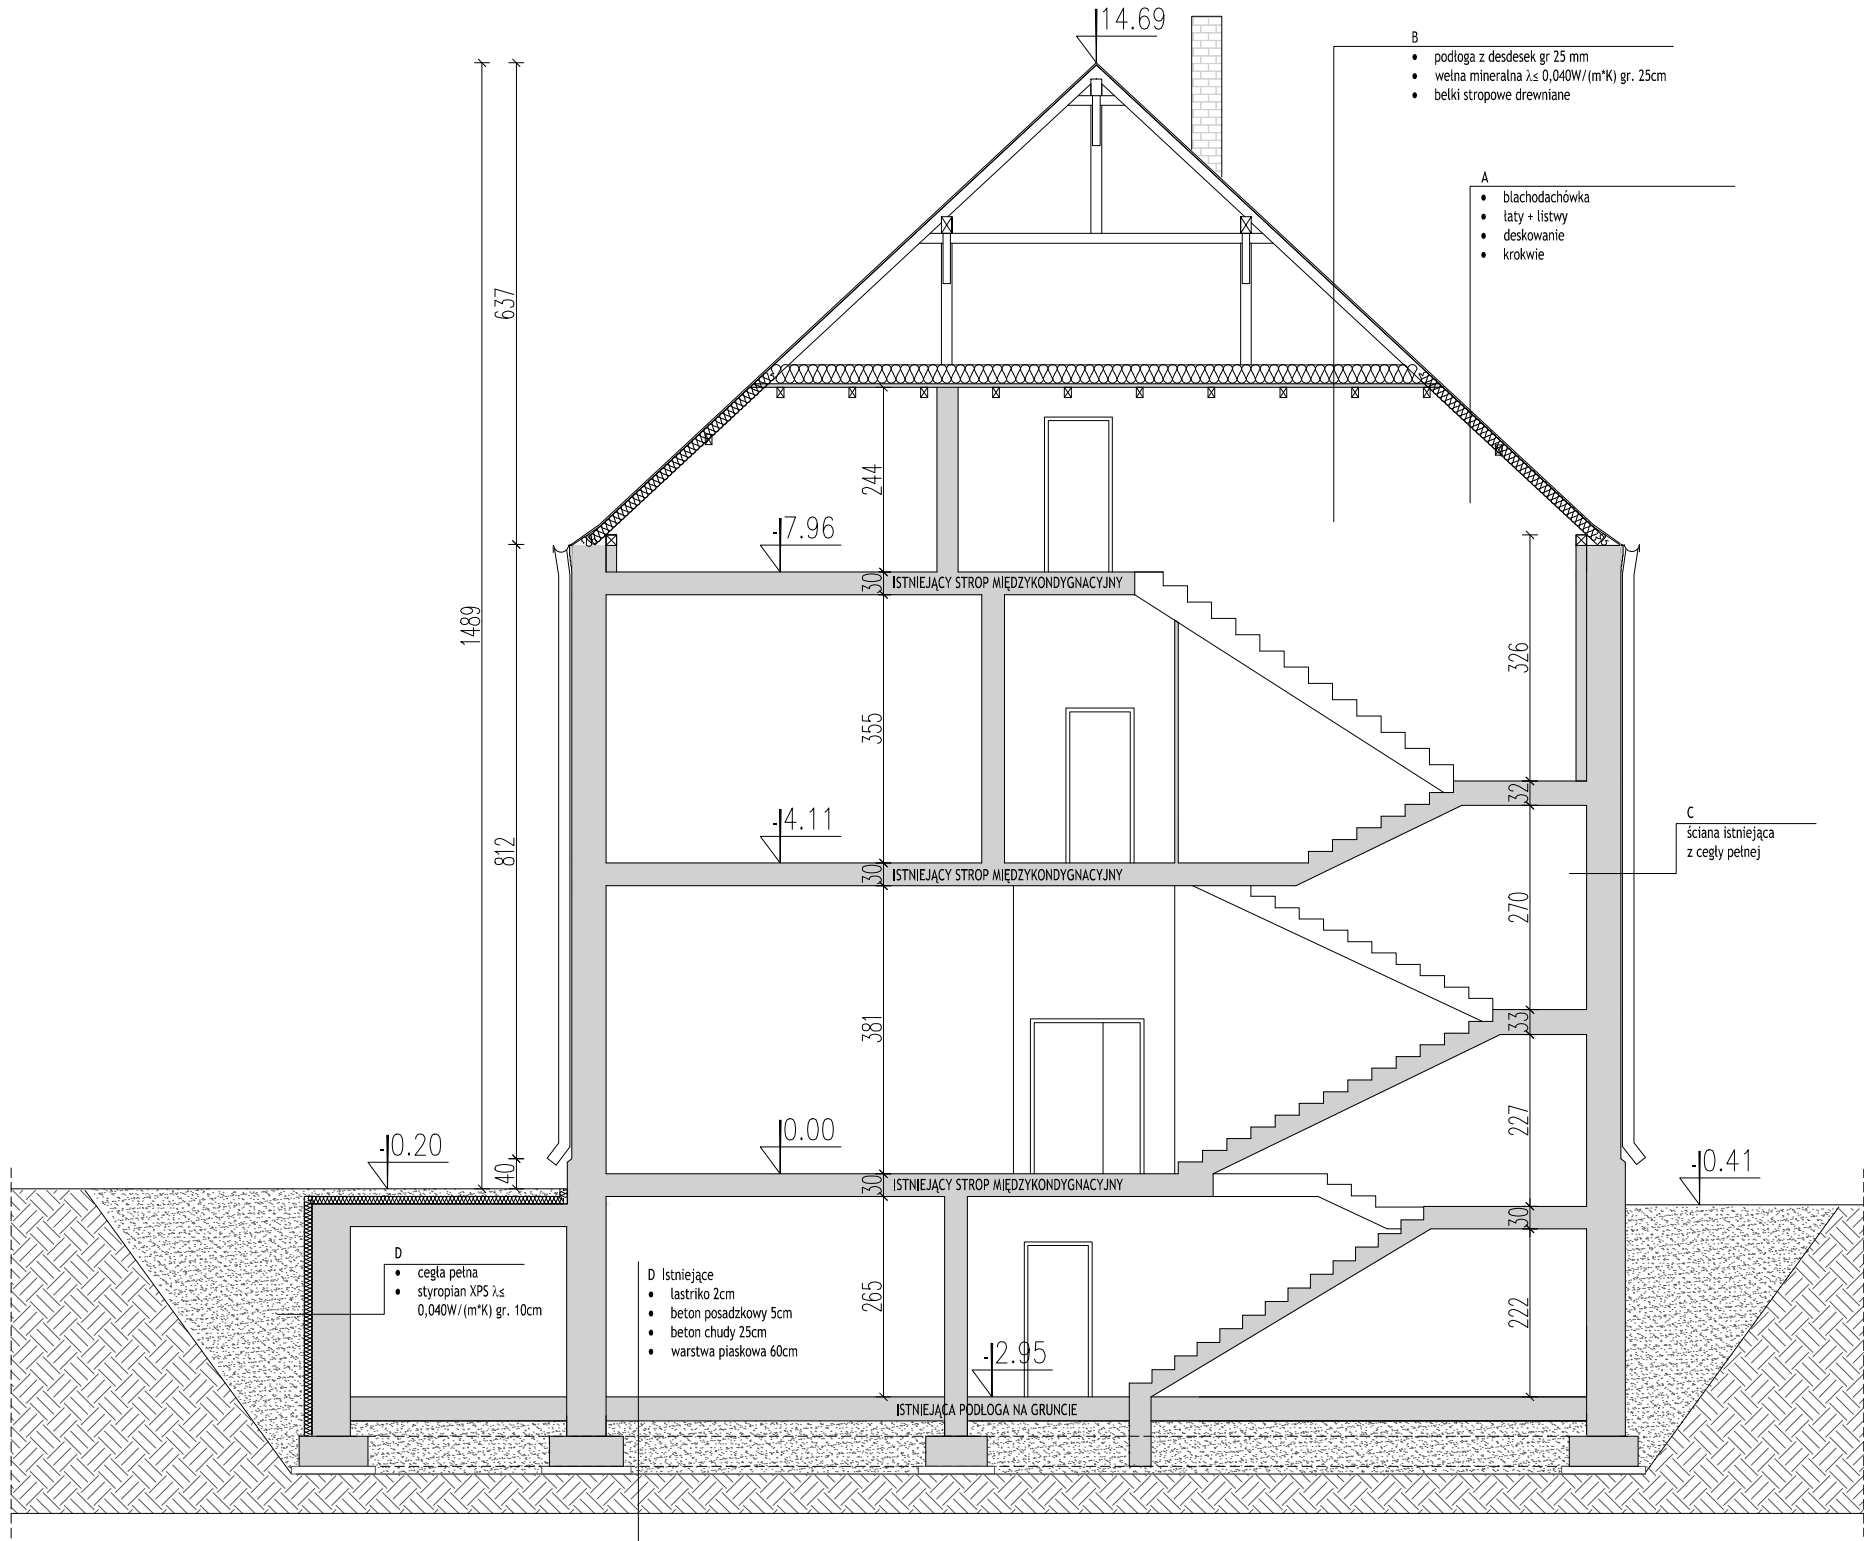 14.69
B
• podłoga z desdesek gr 25 mm
• wełna mineralna λ≤ 0,040W/(m*K) gr. 25cm
• belki stropowe drewniane
A
• blachodachówka
• łaty + listwy
• deskowanie
• krokwie
637
1489
812
40
244
7.96
30
ISTNIEJĄCY STROP MIĘDZYKONDYGNACYJNY
355
326
32
4.11
30
ISTNIEJĄCY STROP MIĘDZYKONDYGNACYJNY
C
ściana istniejąca
z cegły pełnej
270
33
381
227
0.00
-0.20
-0.41
30
ISTNIEJĄCY STROP MIĘDZYKONDYGNACYJNY
30
D
• cegła pełna
• styropian XPS λ≤
0,040W/(m*K) gr. 10cm
D Istniejące
• lastriko 2cm
• beton posadzkowy 5cm
• beton chudy 25cm
• warstwa piaskowa 60cm
265
222
-2.95
ISTNIEJĄCA PODŁOGA NA GRUNCIE